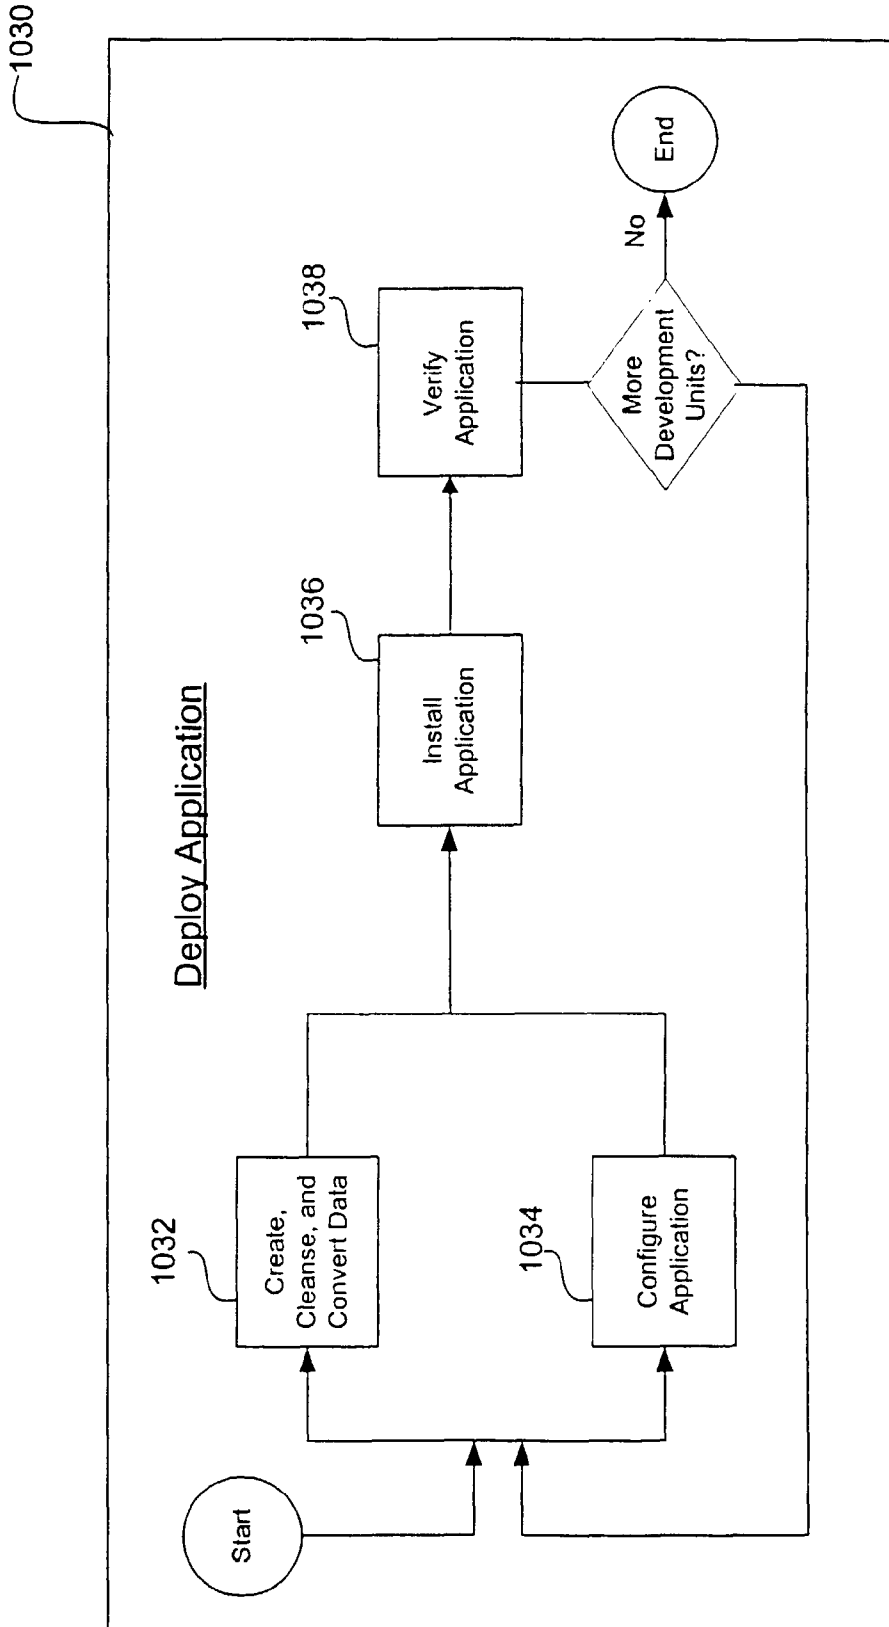 1030
Deploy Application
Start
1032
Create,
Cleanse, and
Convert Data
1034
Configure
Application
1036
Install
Application
1038
Verify
Application
More
Development
Units?
No
End